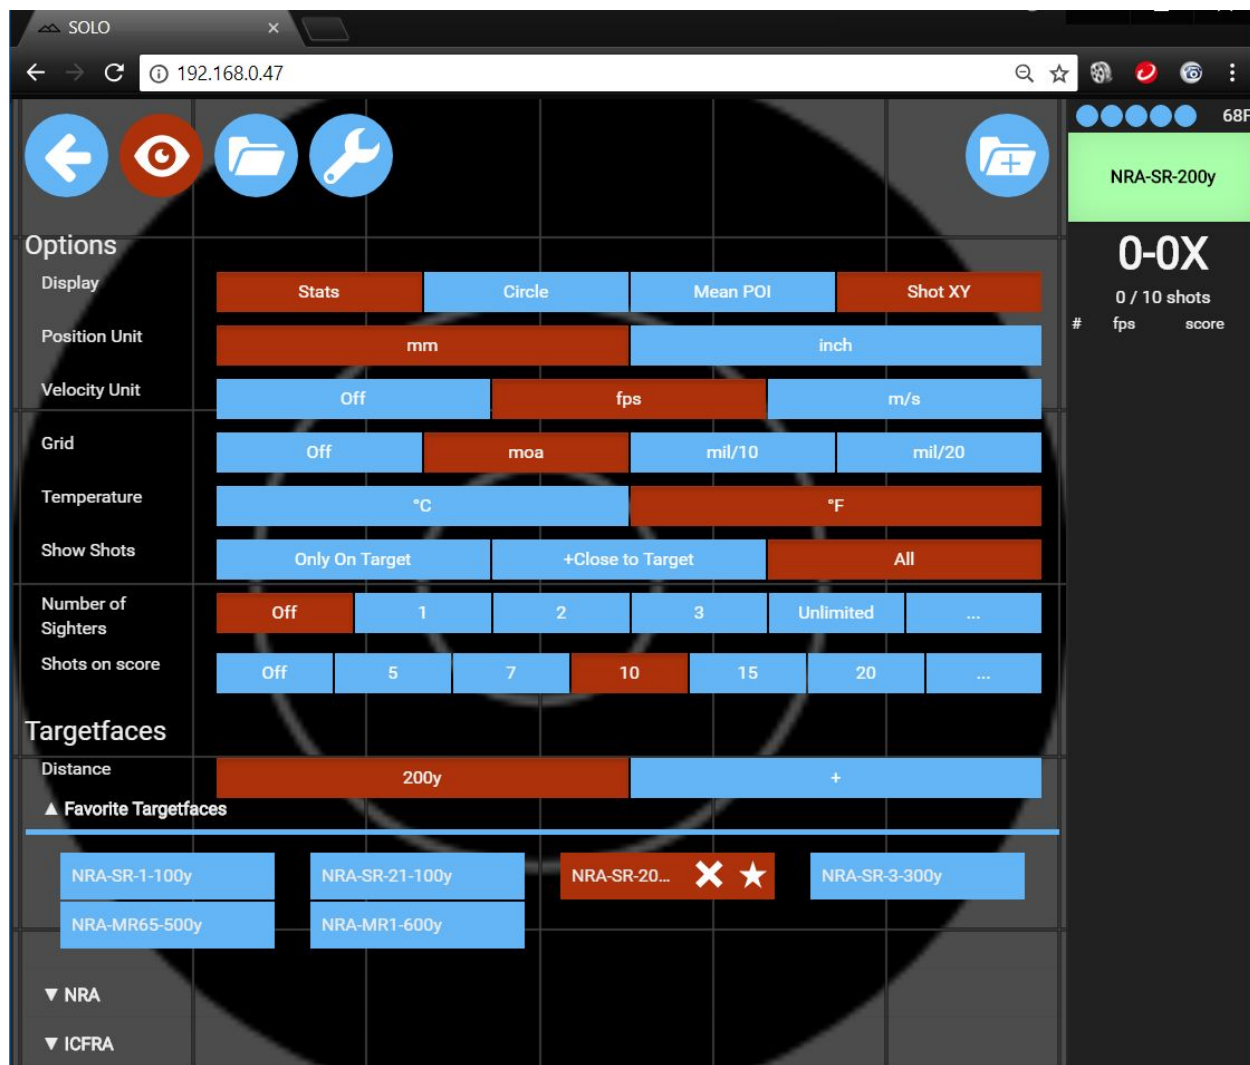 SOLO
192.168.0.47
68F
NRA-SR-200y
Options
0-0X
Display Stats Circle Mean POI Shot XY
0 / 10 shots
# fps score
Position Unit mm inch
Velocity Unit Off fps m/s
Grid Off moa mil/10 mil/20
Temperature °C °F
Show Shots Only On Target +Close to Target All
Number of
Sighters
Off 1 2 3 Unlimited ...
Shots on score Off 5 7 10 15 20 ...
Targetfaces
Distance 200y +
▲ Favorite Targetfaces
NRA-SR-1-100y NRA-SR-21-100y NRA-SR-20... NRA-SR-3-300y
NRA-MR65-500y NRA-MR1-600y
▼ NRA
▼ ICFRA